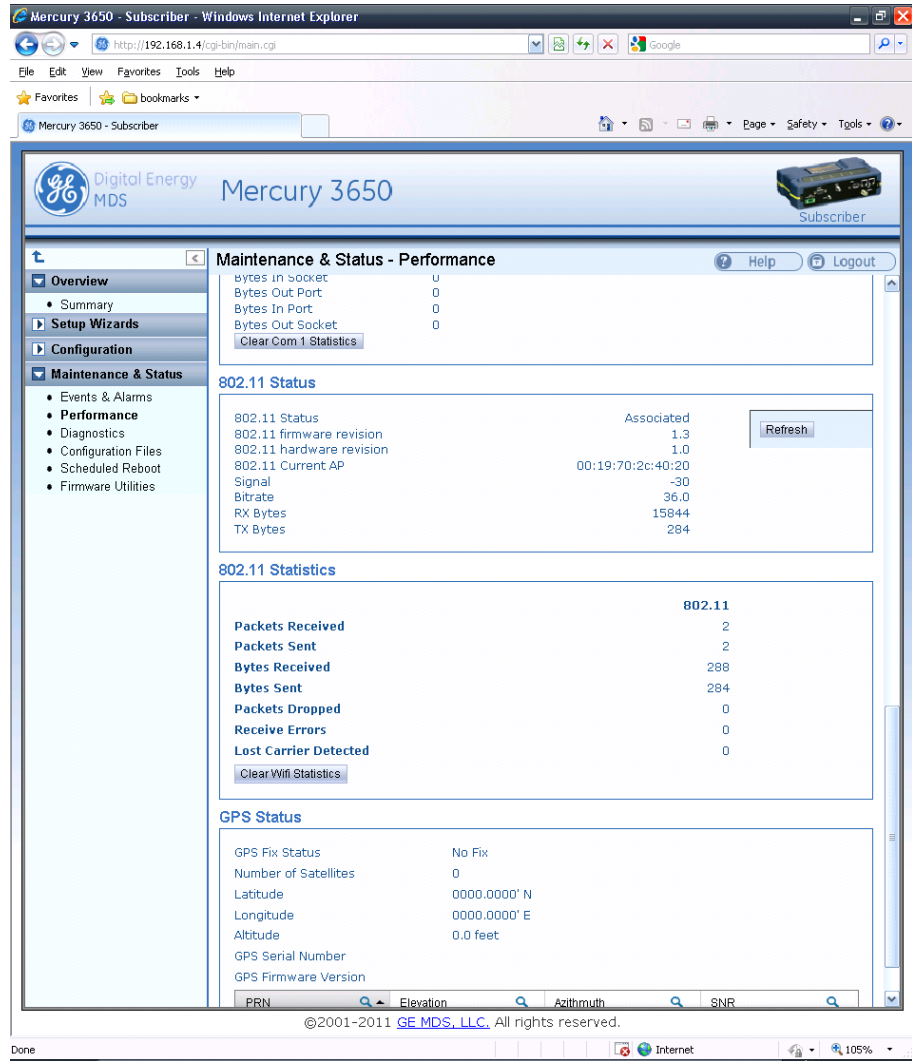 Mercury 3650 - Subscriber - Windows Internet Explorer
http://192.168.1.4/cgi-bin/main.cgi
Google
File Edit View Favorites Tools Help
Favorites bookmarks
Mercury 3650 - Subscriber
Page Safety Tools
Digital Energy
MDS
Mercury 3650
Subscriber
Maintenance & Status - Performance
Help
Logout
Overview
Summary
Setup Wizards
Configuration
Maintenance & Status
Events & Alarms
Performance
Diagnostics
Configuration Files
Scheduled Reboot
Firmware Utilities
Bytes In Socket 0
Bytes Out Port 0
Bytes In Port 0
Bytes Out Socket 0
Clear Com 1 Statistics
802.11 Status
802.11 Status Associated
802.11 firmware revision 1.3
802.11 hardware revision 1.0
802.11 Current AP 00:19:70:2c:40:20
Signal -30
Bitrate 36.0
RX Bytes 15844
TX Bytes 284
Refresh
802.11 Statistics
802.11
Packets Received 2
Packets Sent 2
Bytes Received 288
Bytes Sent 284
Packets Dropped 0
Receive Errors 0
Lost Carrier Detected 0
Clear Wifi Statistics
GPS Status
GPS Fix Status No Fix
Number of Satellites 0
Latitude 0000.0000' N
Longitude 0000.0000' E
Altitude 0.0 feet
GPS Serial Number
GPS Firmware Version
PRN Elevation Azithmuth SNR
©2001-2011 GE MDS, LLC. All rights reserved.
Done
Internet
105%